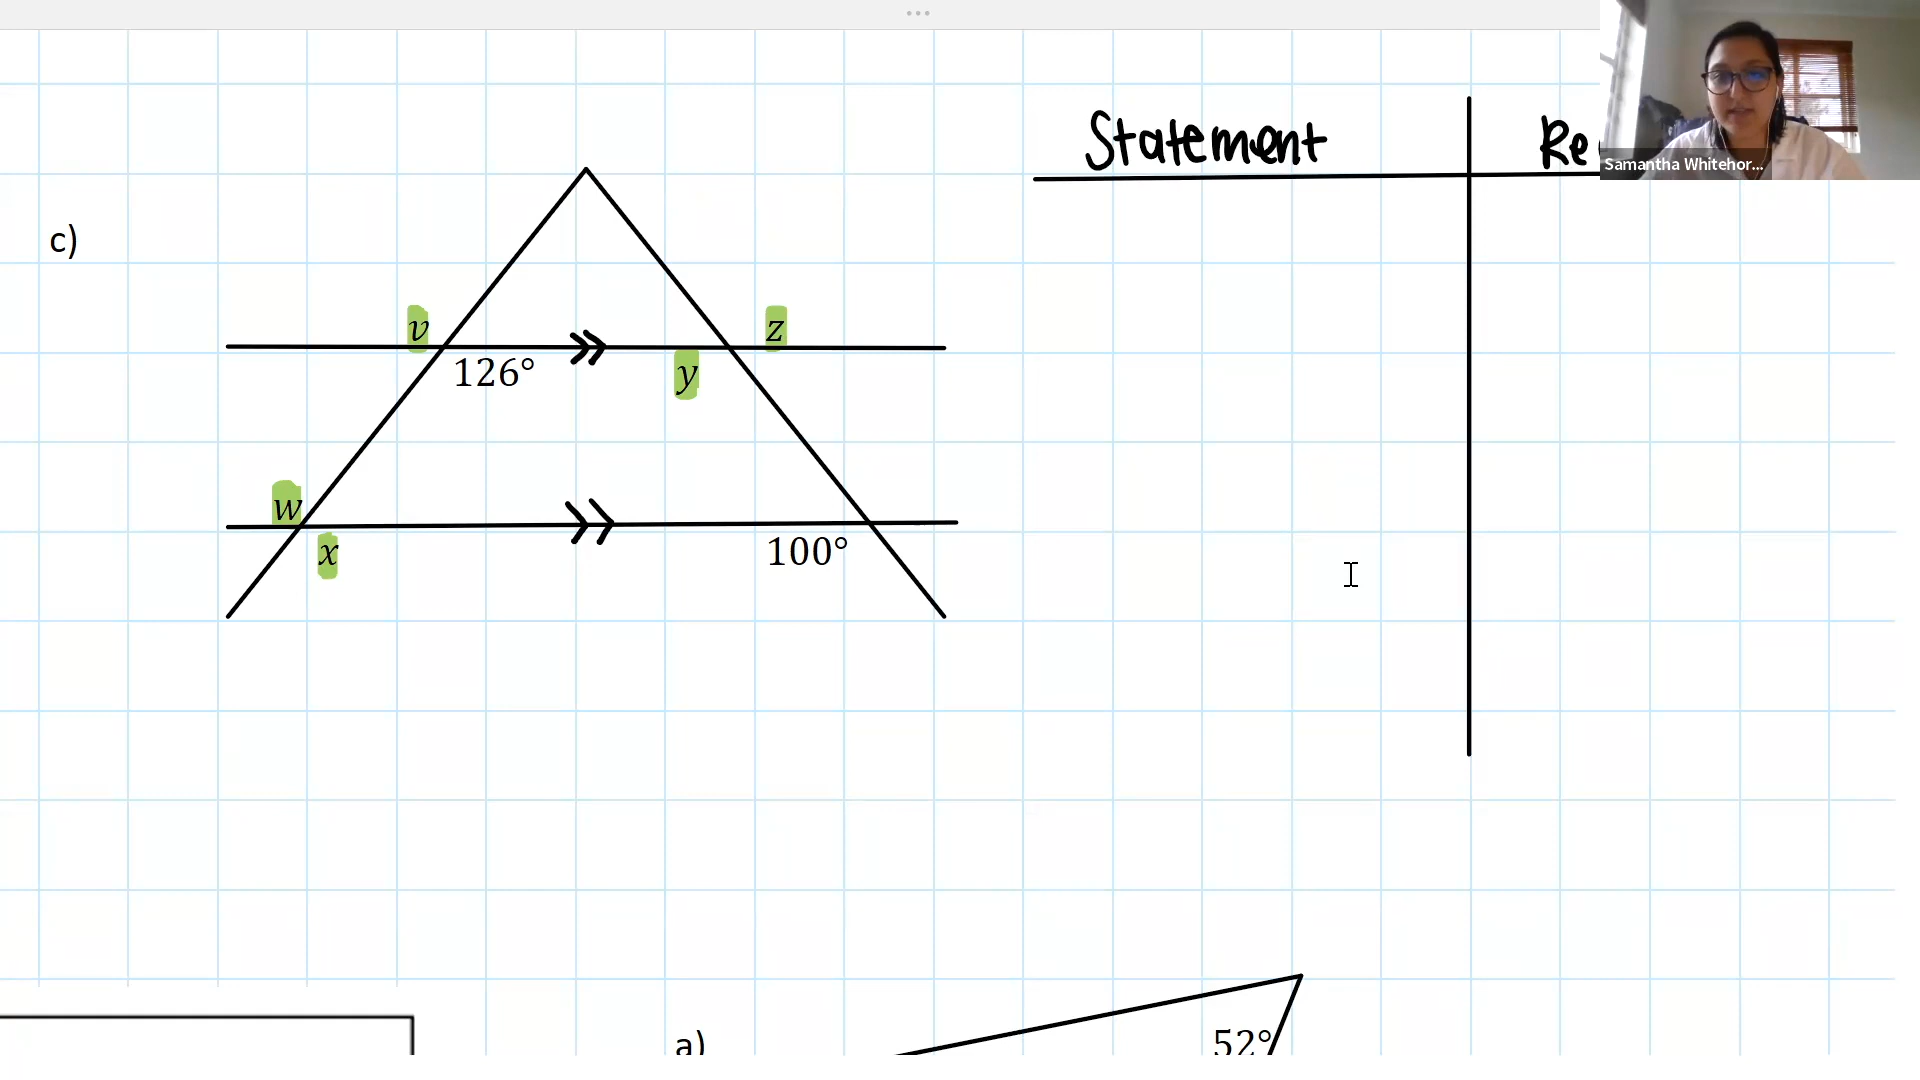 Statement
Re
Samantha Whitehor...
c)
v
z
126°
y
w
x
100°
a)
52°